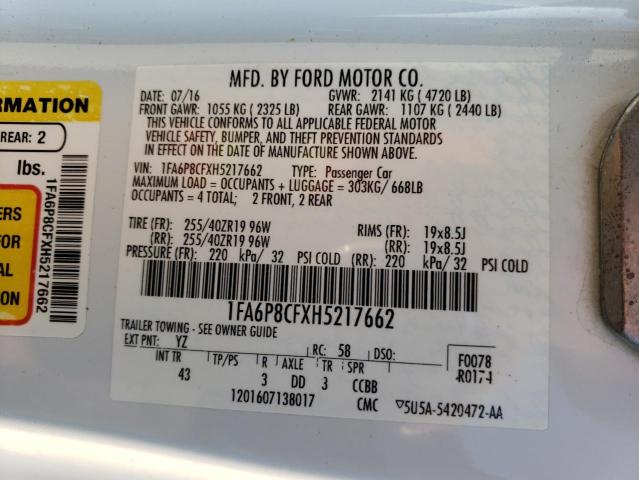 MFD. BY FORD MOTOR CO.
DATE: 07/16 GVWR: 2141 KG ( 4720 LB)
FRONT GAWR: 1055 KG ( 2325 LB) REAR GAWR: 1107 KG ( 2440 LB)
THIS VEHICLE CONFORMS TO ALL APPLICABLE FEDERAL MOTOR
VEHICLE SAFETY, BUMPER, AND THEFT PREVENTION STANDARDS
IN EFFECT ON THE DATE OF MANUFACTURE SHOWN ABOVE.
VIN: 1FA6P8CFXH5217662 TYPE: Passenger Car
MAXIMUM LOAD = OCCUPANTS + LUGGAGE = 303KG/ 668LB
OCCUPANTS = 4 TOTAL; 2 FRONT, 2 REAR
TIRE (FR): 255/40ZR19 96W RIMS (FR): 19x8.5J
(RR): 255/40ZR19 96W (RR): 19x8.5J
PRESSURE (FR): 220 kPa/ 32 PSI COLD (RR): 220 kPa/ 32 PSI COLD
1FA6P8CFXH5217662
TRAILER TOWING - SEE OWNER GUIDE
EXT PNT: YZ RC: 58 DSO: F0078
INT TR TP/PS R AXLE TR SPR R0174
43 3 DD 3 CCBB
1201607138017 CMC 5U5A-5420472-AA
ORMATION
REAR: 2
lbs.
1FA6P8CFXH5217662
ERS
FOR
AL
ION